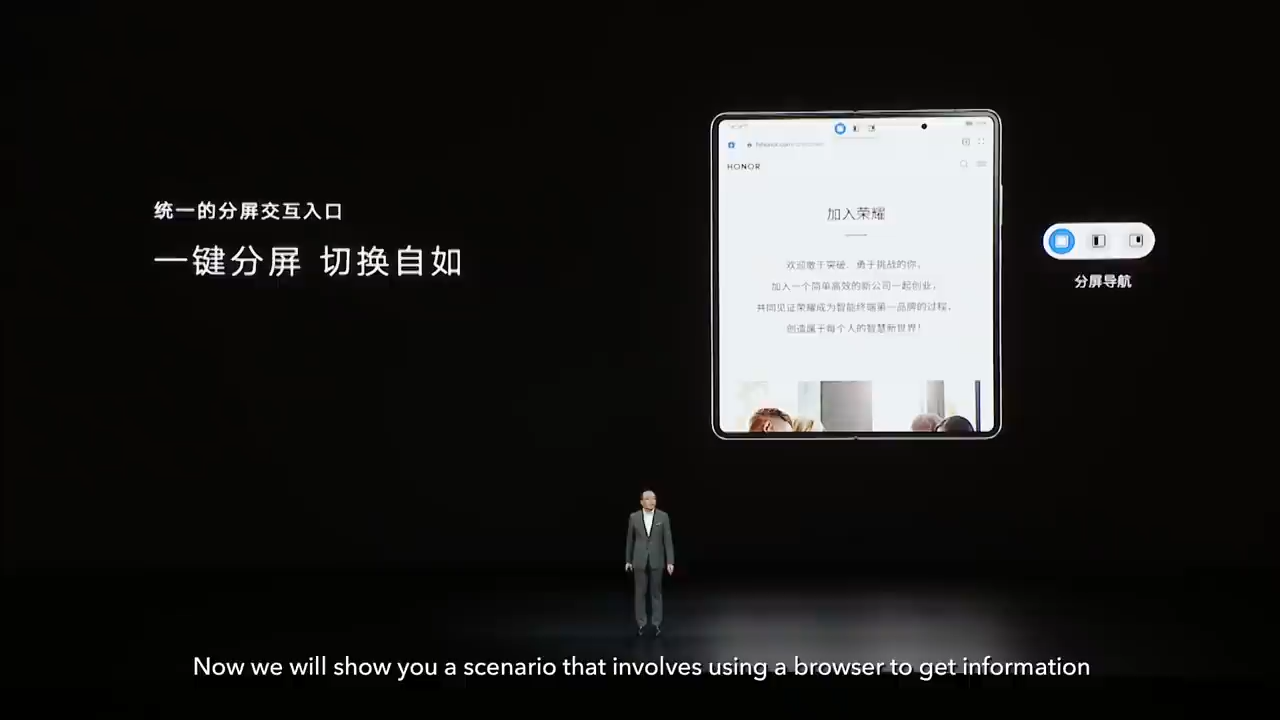 统一的分屏交互入口
一键分屏 切换自如
HONOR
加入荣耀
欢迎敢于突破、勇于挑战的你，
加入一个简单高效的新公司一起创业，
共同见证荣耀成为智能终端第一品牌的过程，
创造属于每个人的智慧新世界！
分屏导航
Now we will show you a scenario that involves using a browser to get information